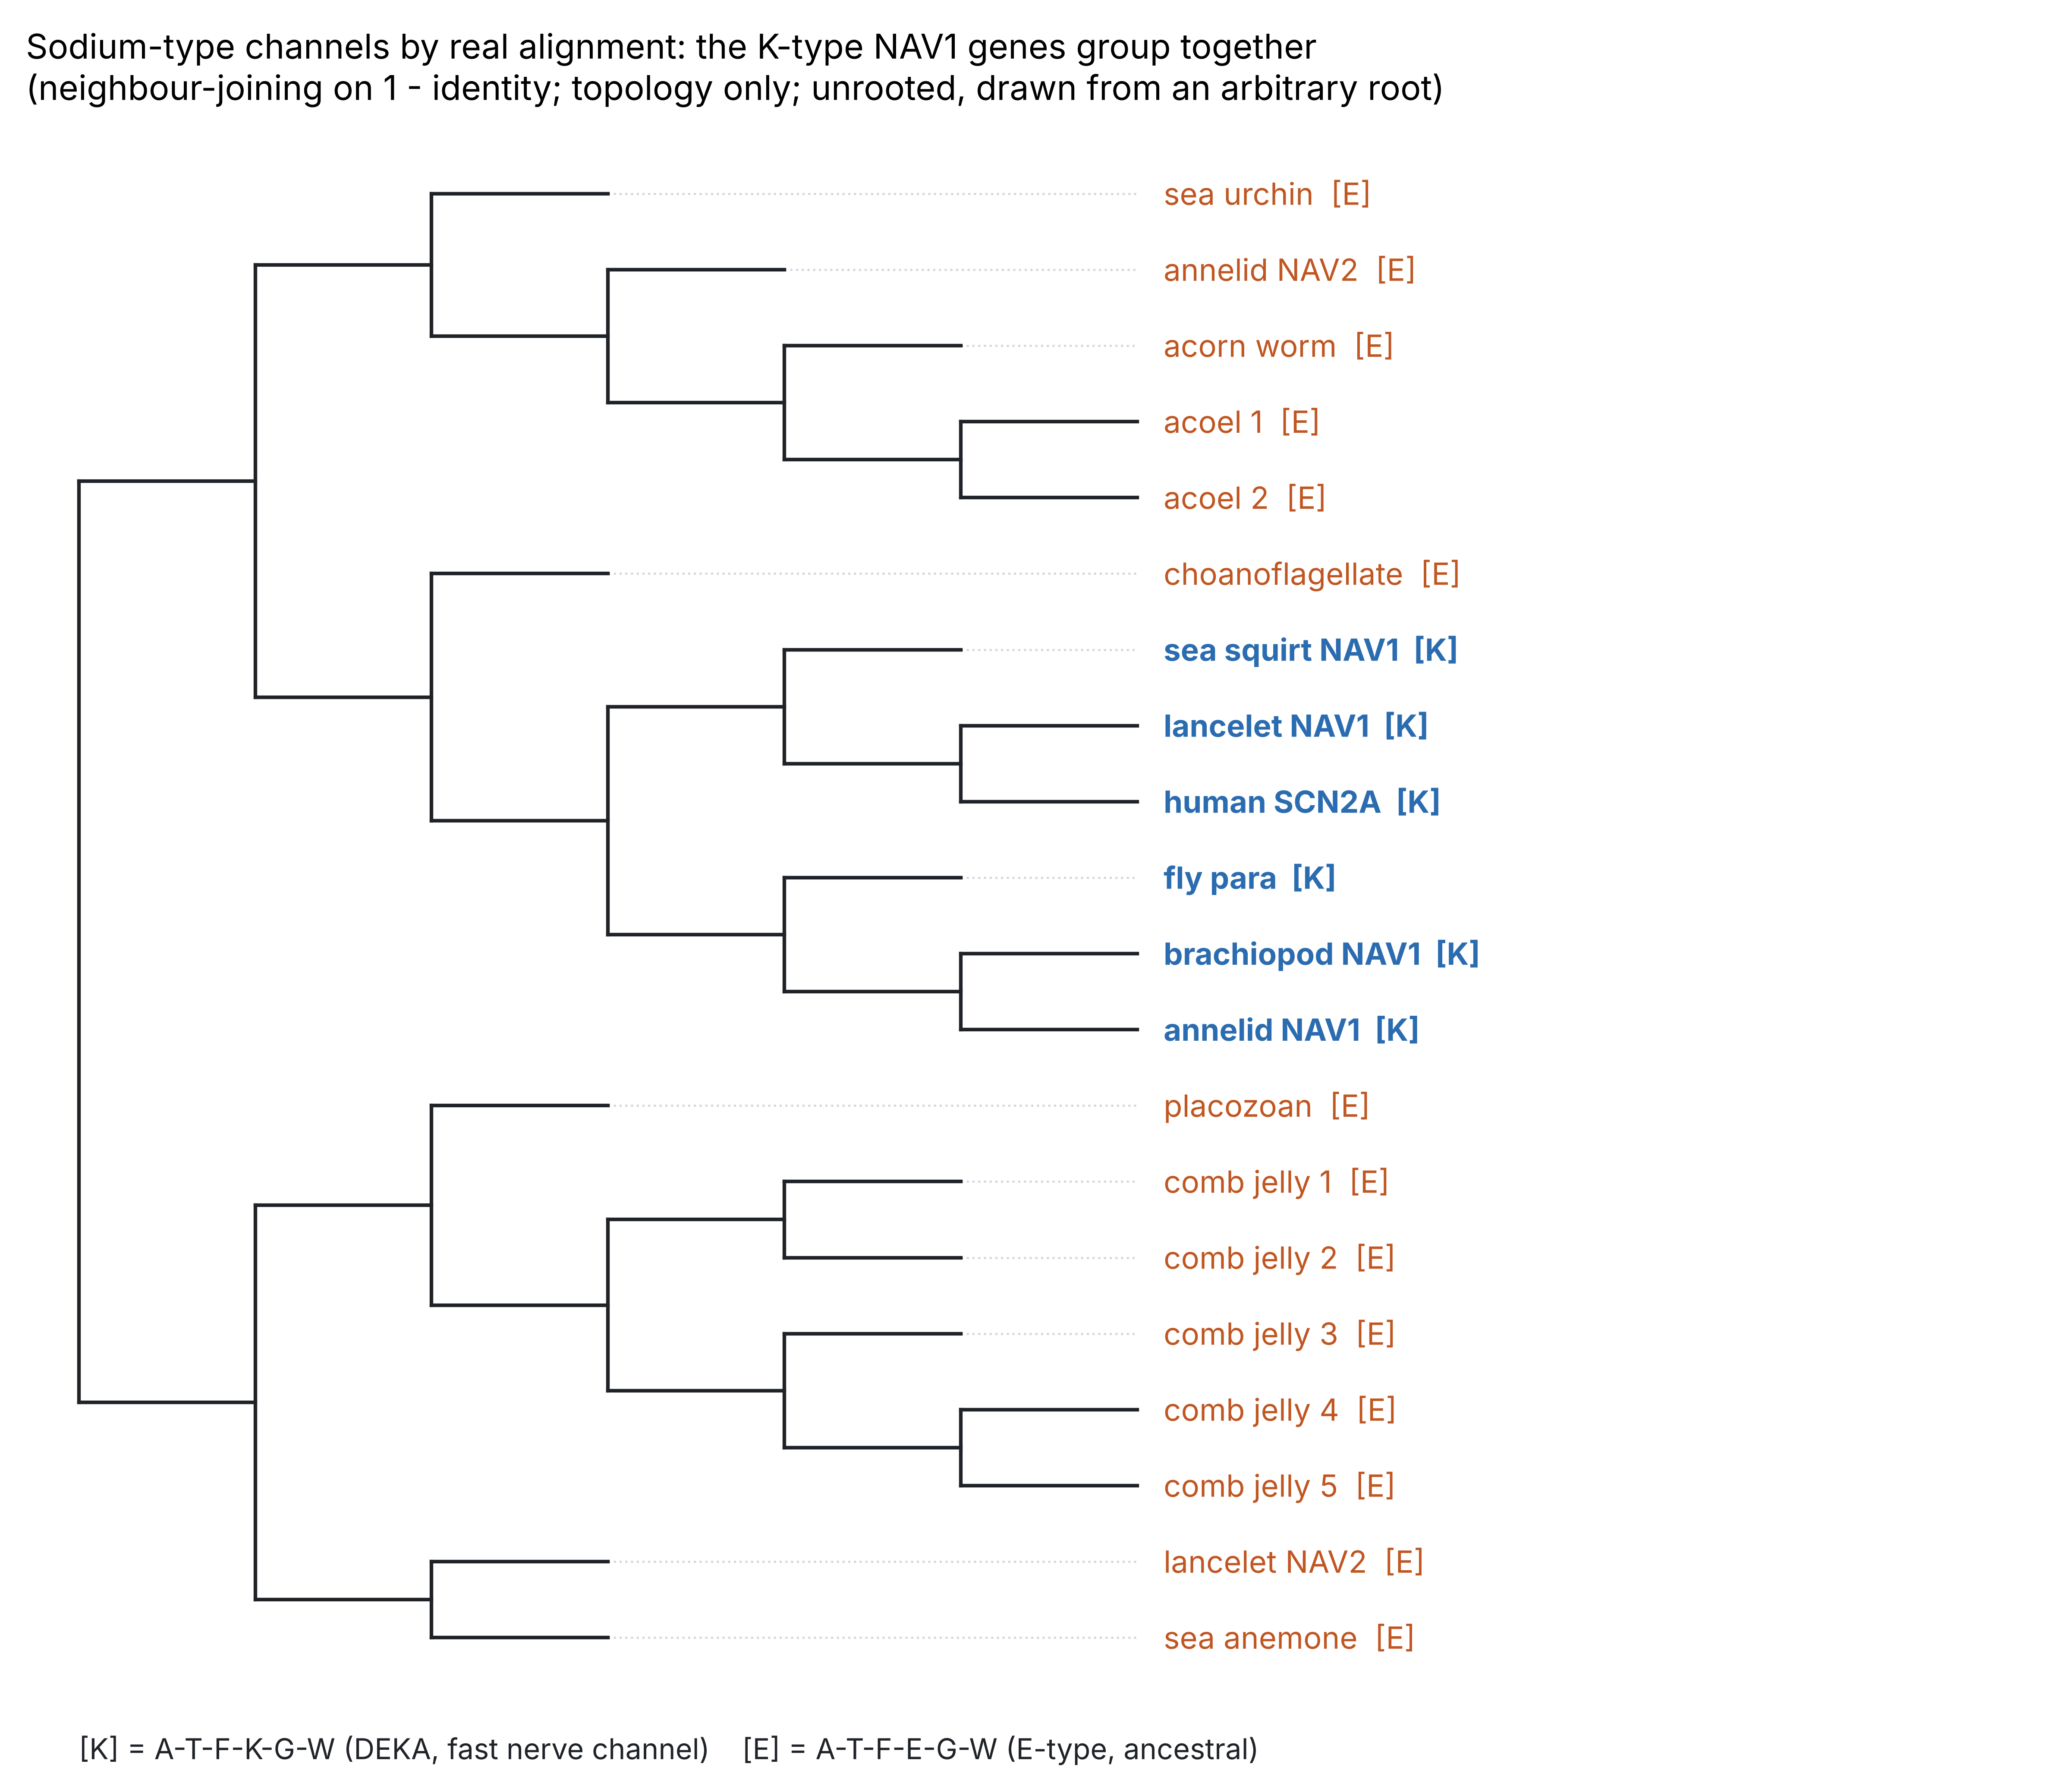 Sodium-type channels by real alignment: the K-type NAV1 genes group together
(neighbour-joining on 1 - identity; topology only; unrooted, drawn from an arbitrary root)
sea urchin [E]
annelid NAV2 [E]
acorn worm [E]
acoel 1 [E]
acoel 2 [E]
choanoflagellate [E]
sea squirt NAV1 [K]
lancelet NAV1 [K]
human SCN2A [K]
fly para [K]
brachiopod NAV1 [K]
annelid NAV1 [K]
placozoan [E]
comb jelly 1 [E]
comb jelly 2 [E]
comb jelly 3 [E]
comb jelly 4 [E]
comb jelly 5 [E]
lancelet NAV2 [E]
sea anemone [E]
[K] = A-T-F-K-G-W (DEKA, fast nerve channel) [E] = A-T-F-E-G-W (E-type, ancestral)